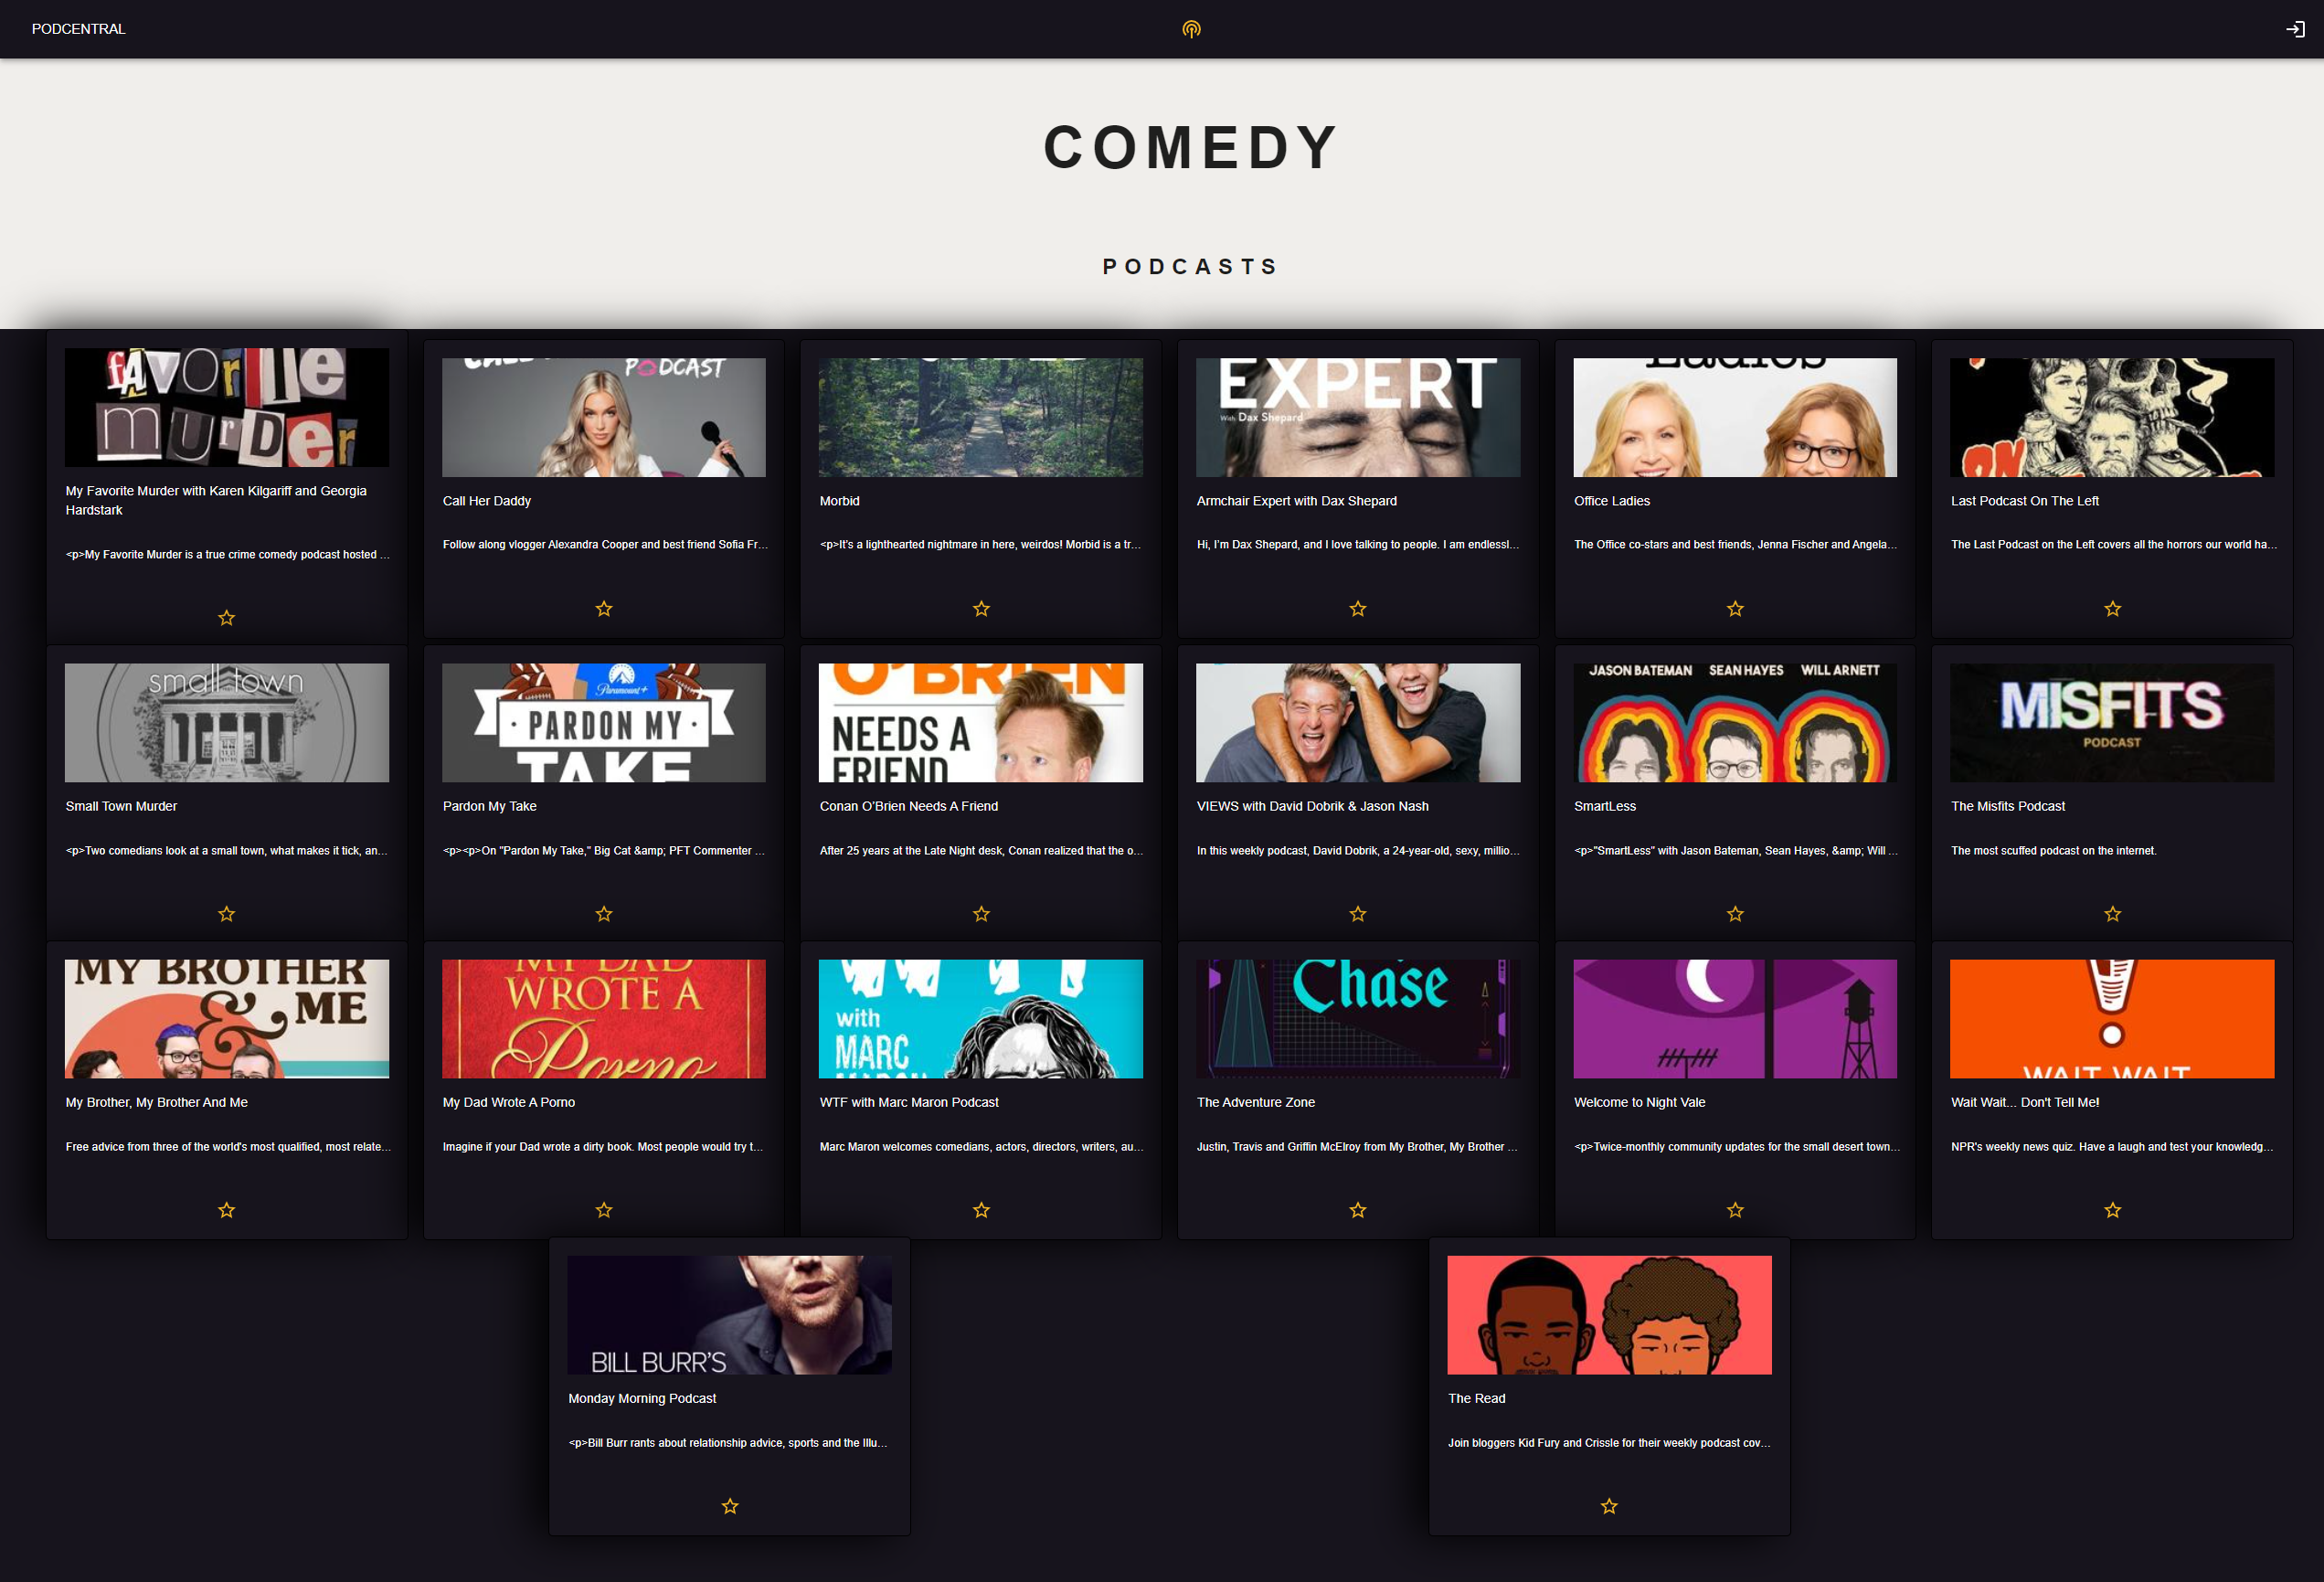 PODCENTRAL
COMEDY
PODCASTS
fAVorIte
muRDer
My Favorite Murder with Karen Kilgariff and Georgia
Hardstark
<p>My Favorite Murder is a true crime comedy podcast hosted ...
PODCAST
Call Her Daddy
Follow along vlogger Alexandra Cooper and best friend Sofia Fr...
Morbid
<p>It's a lighthearted nightmare in here, weirdos! Morbid is a tr...
EXPERT
With Dax Shepard
Armchair Expert with Dax Shepard
Hi, I'm Dax Shepard, and I love talking to people. I am endlessl...
Ladies
Office Ladies
The Office co-stars and best friends, Jenna Fischer and Angela...
ON
Last Podcast On The Left
The Last Podcast on the Left covers all the horrors our world ha...
small town
Small Town Murder
<p>Two comedians look at a small town, what makes it tick, an...
Paramount+
· PARDON MY ·
TAKE
Pardon My Take
<p><p>On "Pardon My Take," Big Cat &amp; PFT Commenter ...
O'BRIEN
NEEDS A
FRIEND
Conan O'Brien Needs A Friend
After 25 years at the Late Night desk, Conan realized that the o...
VIEWS with David Dobrik & Jason Nash
In this weekly podcast, David Dobrik, a 24-year-old, sexy, millio...
JASON BATEMAN SEAN HAYES WILL ARNETT
SmartLess
<p>"SmartLess" with Jason Bateman, Sean Hayes, &amp; Will ...
MISFITS
PODCAST
The Misfits Podcast
The most scuffed podcast on the internet.
MY BROTHER
& ME
My Brother, My Brother And Me
Free advice from three of the world's most qualified, most relate...
MY DAD
WROTE A
Porno
My Dad Wrote A Porno
Imagine if your Dad wrote a dirty book. Most people would try t...
with
MARC
MARON
WTF with Marc Maron Podcast
Marc Maron welcomes comedians, actors, directors, writers, au...
Chase
The Adventure Zone
Justin, Travis and Griffin McElroy from My Brother, My Brother ...
Welcome to Night Vale
<p>Twice-monthly community updates for the small desert town...
WAIT WAIT
Wait Wait... Don't Tell Me!
NPR's weekly news quiz. Have a laugh and test your knowledg...
BILL BURR'S
Monday Morning Podcast
<p>Bill Burr rants about relationship advice, sports and the Illu...
The Read
Join bloggers Kid Fury and Crissle for their weekly podcast cov...